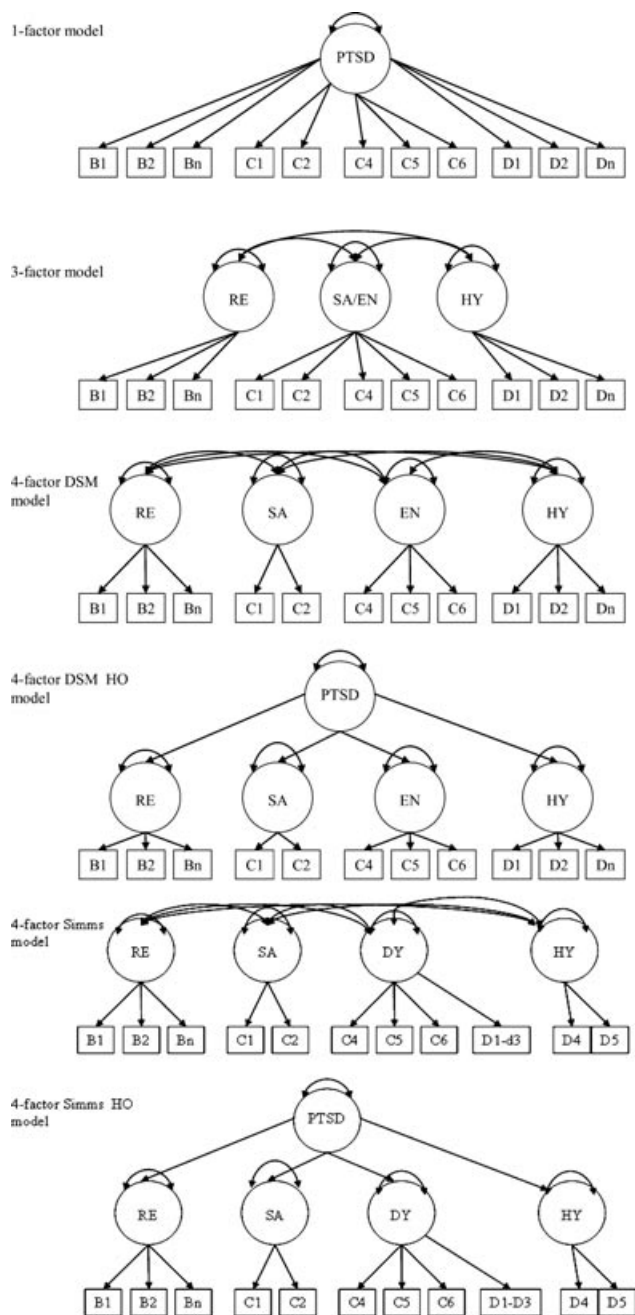 1-factor model
PTSD
B1 B2 Bn C1 C2 C4 C5 C6 D1 D2 Dn
3-factor model
RE SA/EN HY
B1 B2 Bn C1 C2 C4 C5 C6 D1 D2 Dn
4-factor DSM
model
RE SA EN HY
B1 B2 Bn C1 C2 C4 C5 C6 D1 D2 Dn
4-factor DSM HO
model
PTSD
RE SA EN HY
B1 B2 Bn C1 C2 C4 C5 C6 D1 D2 Dn
4-factor Simms
model
RE SA DY HY
B1 B2 Bn C1 C2 C4 C5 C6 D1-d3 D4 D5
4-factor Simms HO
model
PTSD
RE SA DY HY
B1 B2 Bn C1 C2 C4 C5 C6 D1-D3 D4 D5